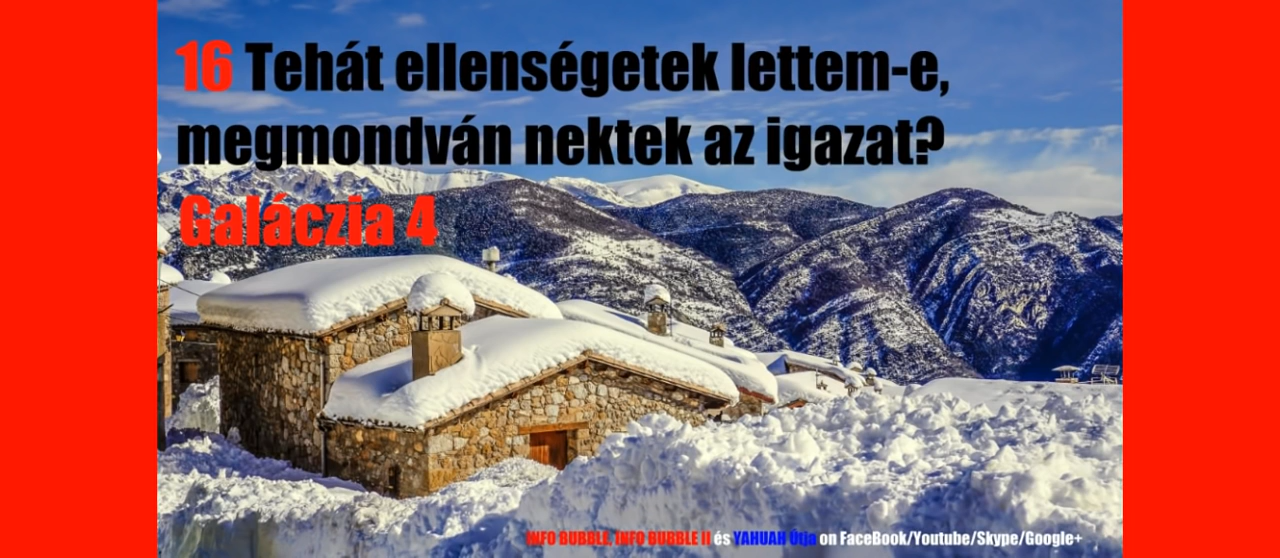 16 Tehát ellenségetek lettem-e,
megmondván nektek az igazat?
Galáczia 4
INFO BUBBLE, INFO BUBBLE II és YAHUAH Útja on FaceBook/Youtube/Skype/Google+